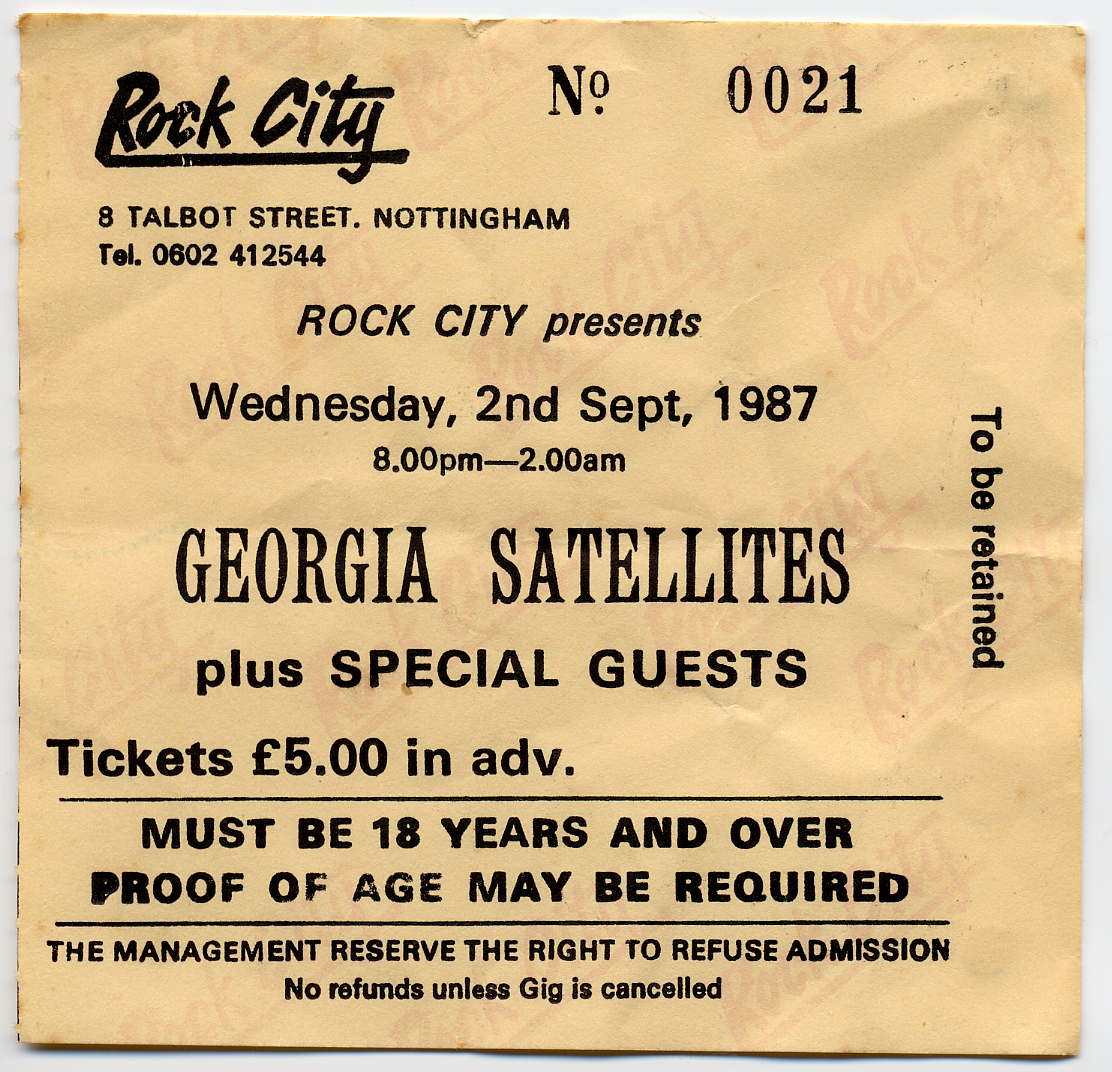 Rock City
Nº. 0021
8 TALBOT STREET. NOTTINGHAM
Tel. 0602 412544
ROCK CITY presents
Wednesday, 2nd Sept, 1987
8.00pm—2.00am
GEORGIA SATELLITES
plus SPECIAL GUESTS
To be retained
Tickets £5.00 in adv.
MUST BE 18 YEARS AND OVER
PROOF OF AGE MAY BE REQUIRED
THE MANAGEMENT RESERVE THE RIGHT TO REFUSE ADMISSION
No refunds unless Gig is cancelled